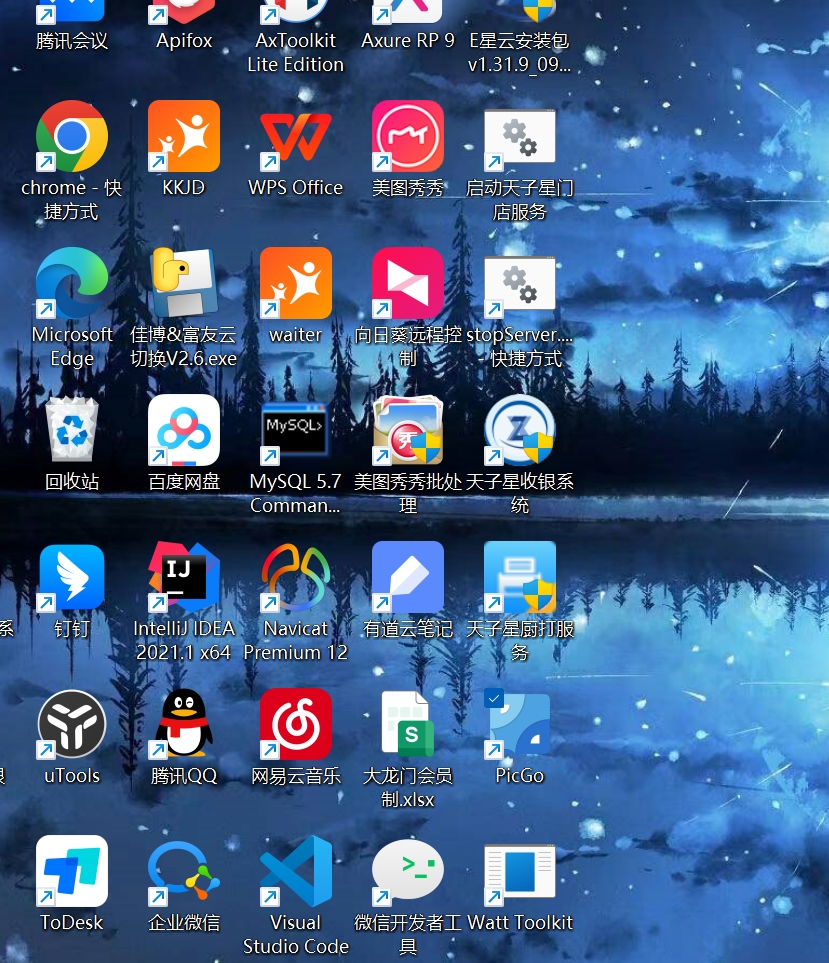 腾讯会议
Apifox
AxToolkit
Lite Edition
Axure RP 9
E星云安装包
v1.31.9_09...
chrome - 快
捷方式
KKJD
WPS Office
美图秀秀
启动天子星门
店服务
Microsoft
Edge
佳博&富友云
切换V2.6.exe
waiter
向日葵远程控
制
stopServer....
- 快捷方式
回收站
百度网盘
MySQL>
MySQL 5.7
Comman...
秀
美图秀秀批处
理
Z
天子星收银系
统
系
钉钉
IJ
IntelliJ IDEA
2021.1 x64
Navicat
Premium 12
有道云笔记
天子星厨打服
务
uTools
腾讯QQ
网易云音乐
S
大龙门会员
制.xlsx
PicGo
ToDesk
企业微信
Visual
Studio Code
>_
微信开发者工
具
Watt Toolkit